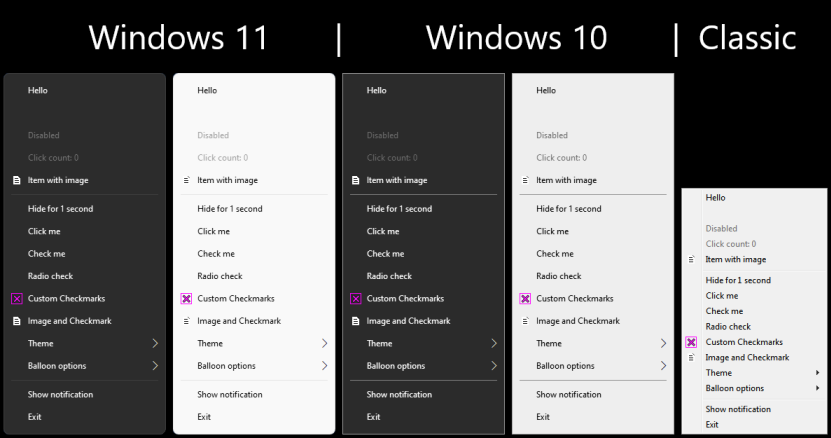 Windows 11 | Windows 10 | Classic
Hello
Disabled
Click count: 0
Item with image
Hide for 1 second
Click me
Check me
Radio check
Custom Checkmarks
Image and Checkmark
Theme
Balloon options
Show notification
Exit
Hello
Disabled
Click count: 0
Item with image
Hide for 1 second
Click me
Check me
Radio check
Custom Checkmarks
Image and Checkmark
Theme
Balloon options
Show notification
Exit
Hello
Disabled
Click count: 0
Item with image
Hide for 1 second
Click me
Check me
Radio check
Custom Checkmarks
Image and Checkmark
Theme
Balloon options
Show notification
Exit
Hello
Disabled
Click count: 0
Item with image
Hide for 1 second
Click me
Check me
Radio check
Custom Checkmarks
Image and Checkmark
Theme
Balloon options
Show notification
Exit
Hello
Disabled
Click count: 0
Item with image
Hide for 1 second
Click me
Check me
Radio check
Custom Checkmarks
Image and Checkmark
Theme
Balloon options
Show notification
Exit